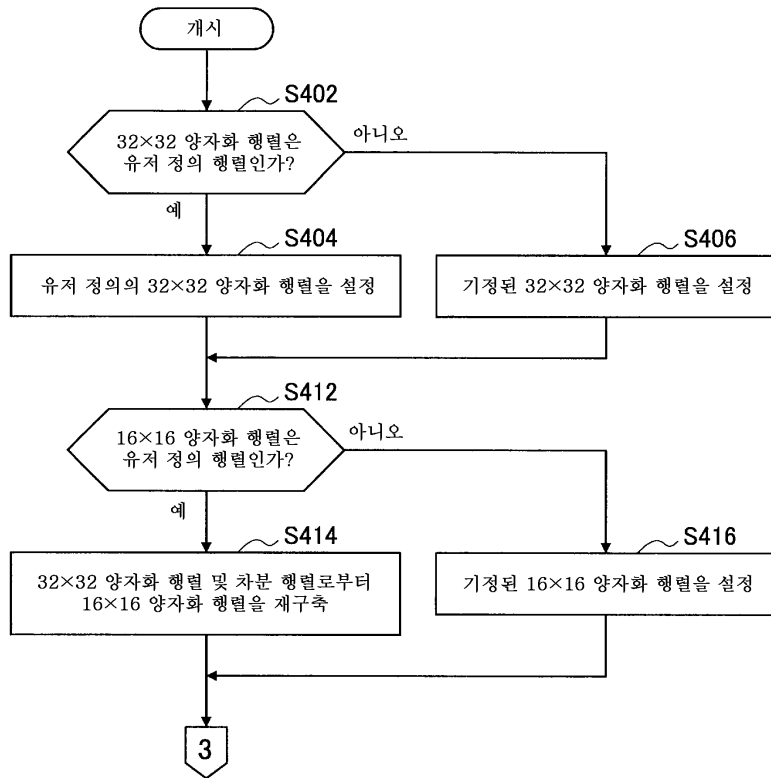 개시
S402
32×32 양자화 행렬은
유저 정의 행렬인가?
아니오
예
S404
유저 정의의 32×32 양자화 행렬을 설정
S406
기정된 32×32 양자화 행렬을 설정
S412
16×16 양자화 행렬은
유저 정의 행렬인가?
아니오
예
S414
32×32 양자화 행렬 및 차분 행렬로부터
16×16 양자화 행렬을 재구축
S416
기정된 16×16 양자화 행렬을 설정
3